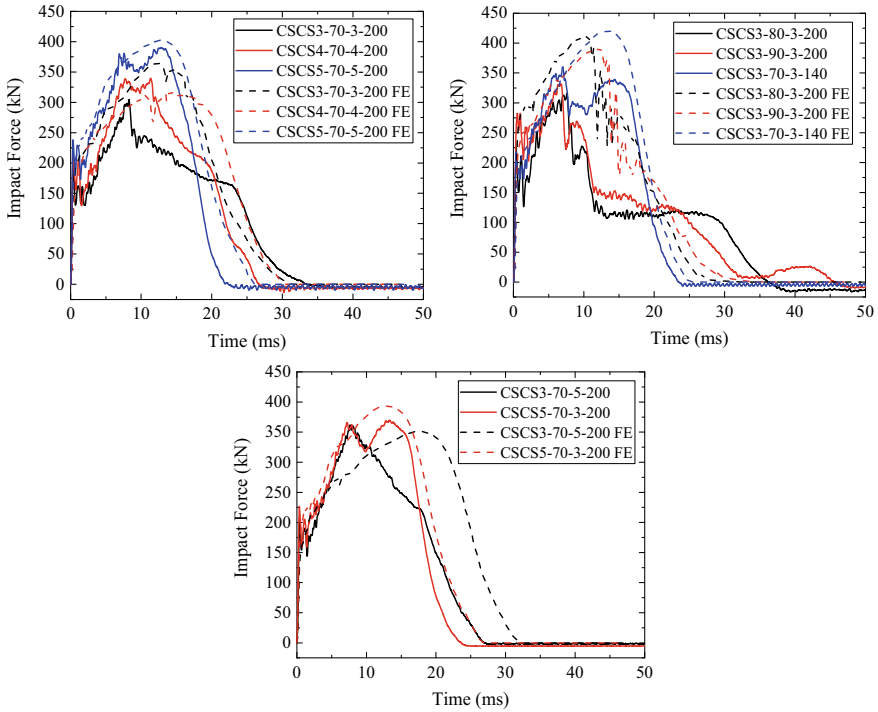 450
400
350
300
250
200
150
100
50
0
Impact Force (kN)
0 10 20 30 40 50
Time (ms)
CSCS3-70-3-200
CSCS4-70-4-200
CSCS5-70-5-200
CSCS3-70-3-200 FE
CSCS4-70-4-200 FE
CSCS5-70-5-200 FE
450
400
350
300
250
200
150
100
50
0
Impact Force (kN)
0 10 20 30 40 50
Time (ms)
CSCS3-80-3-200
CSCS3-90-3-200
CSCS3-70-3-140
CSCS3-80-3-200 FE
CSCS3-90-3-200 FE
CSCS3-70-3-140 FE
450
400
350
300
250
200
150
100
50
0
Impact Force (kN)
0 10 20 30 40 50
Time (ms)
CSCS3-70-5-200
CSCS5-70-3-200
CSCS3-70-5-200 FE
CSCS5-70-3-200 FE